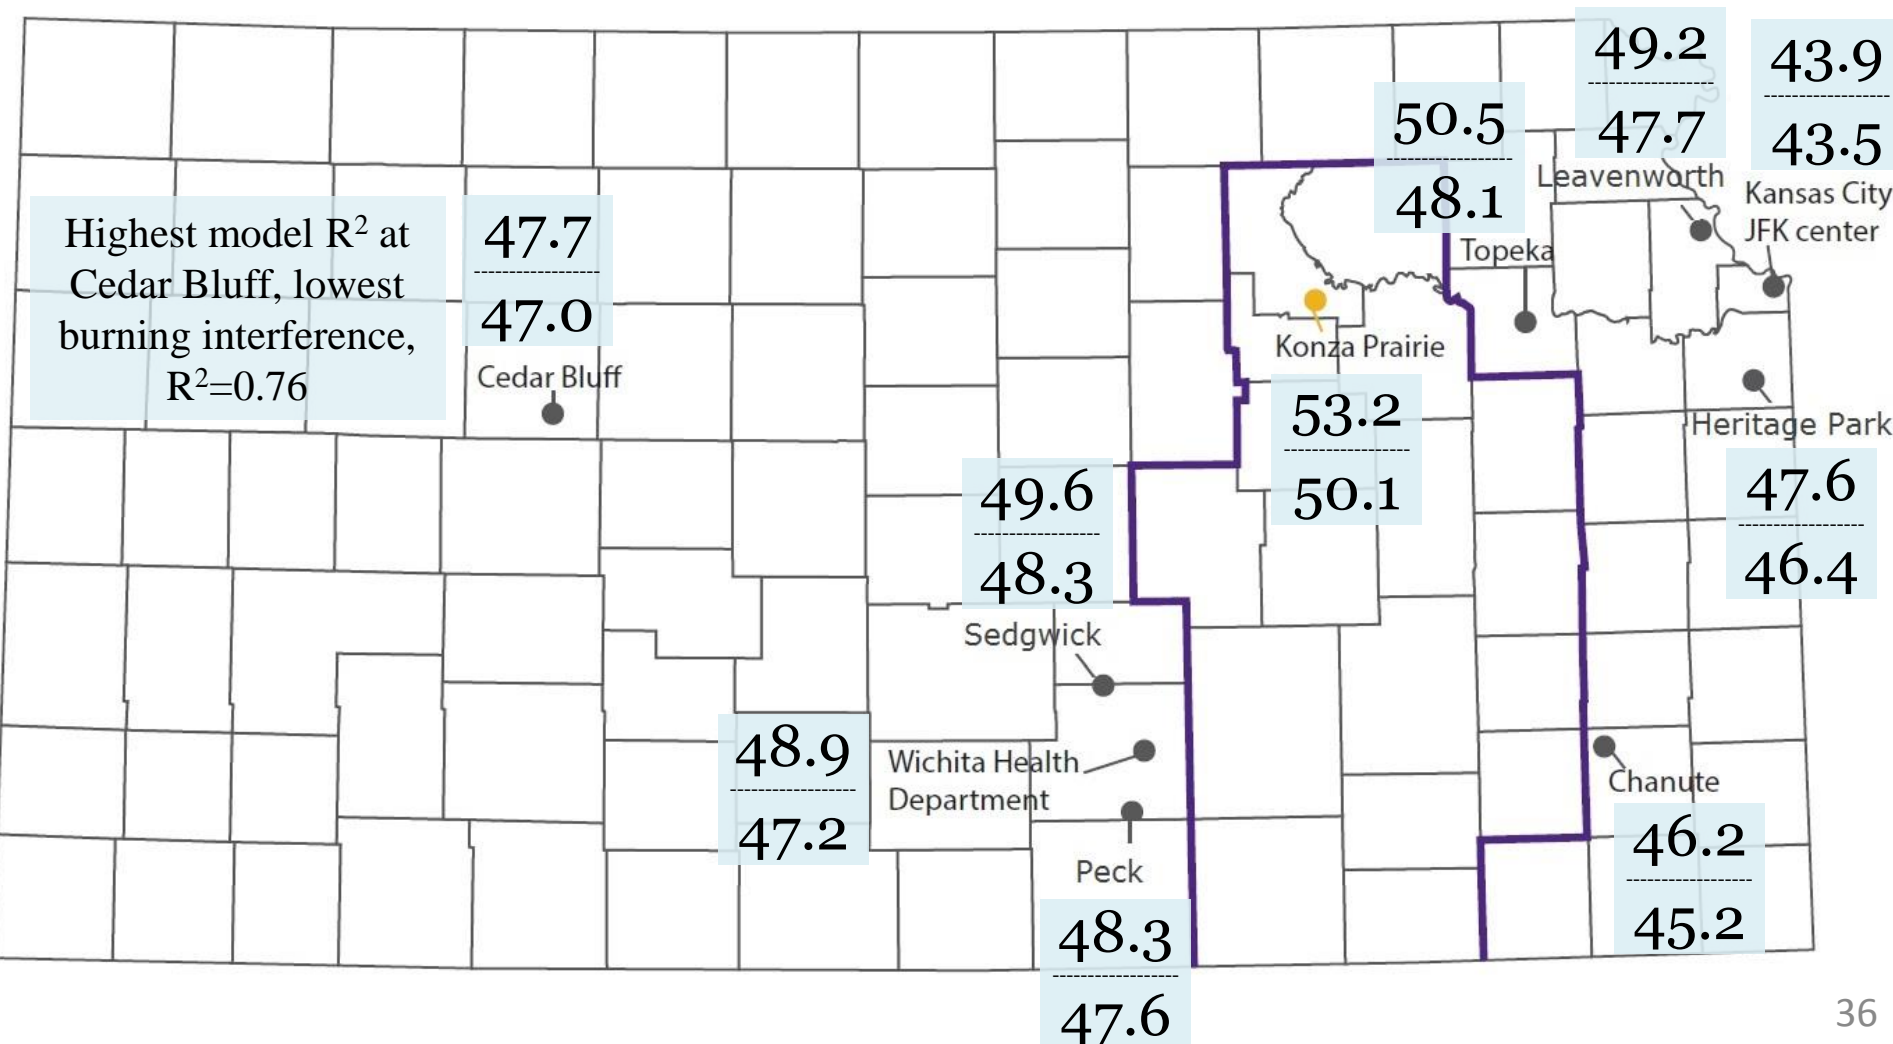 49.2
47.7
Leavenworth
43.9
43.5
Kansas City
JFK center
50.5
48.1
Topeka
Highest model R² at
Cedar Bluff, lowest
burning interference,
R²=0.76
47.7
47.0
Cedar Bluff
Konza Prairie
53.2
50.1
Heritage Park
47.6
46.4
49.6
48.3
Sedgwick
48.9
47.2
Wichita Health
Department
Peck
48.3
47.6
Chanute
46.2
45.2
36